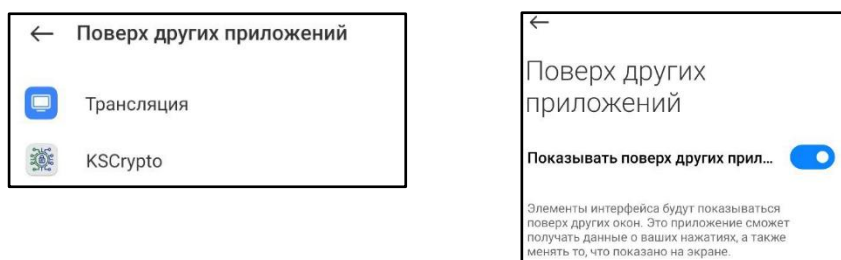 ← Поверх других приложений
Трансляция
KSCrypto
←
Поверх других
приложений
Показывать поверх других прил...
Элементы интерфейса будут показываться
поверх других окон. Это приложение сможет
получать данные о ваших нажатиях, а также
менять то, что показано на экране.